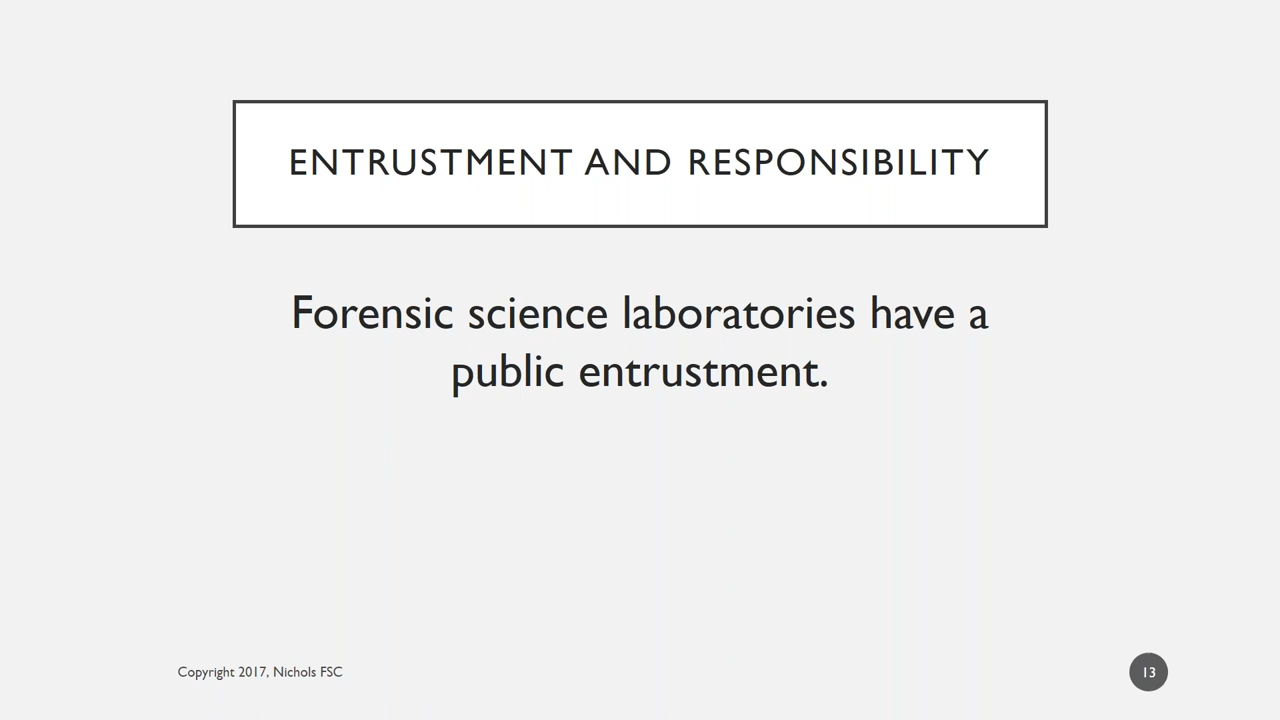 ENTRUSTMENT AND RESPONSIBILITY
Forensic science laboratories have a
public entrustment.
Copyright 2017, Nichols FSC
13